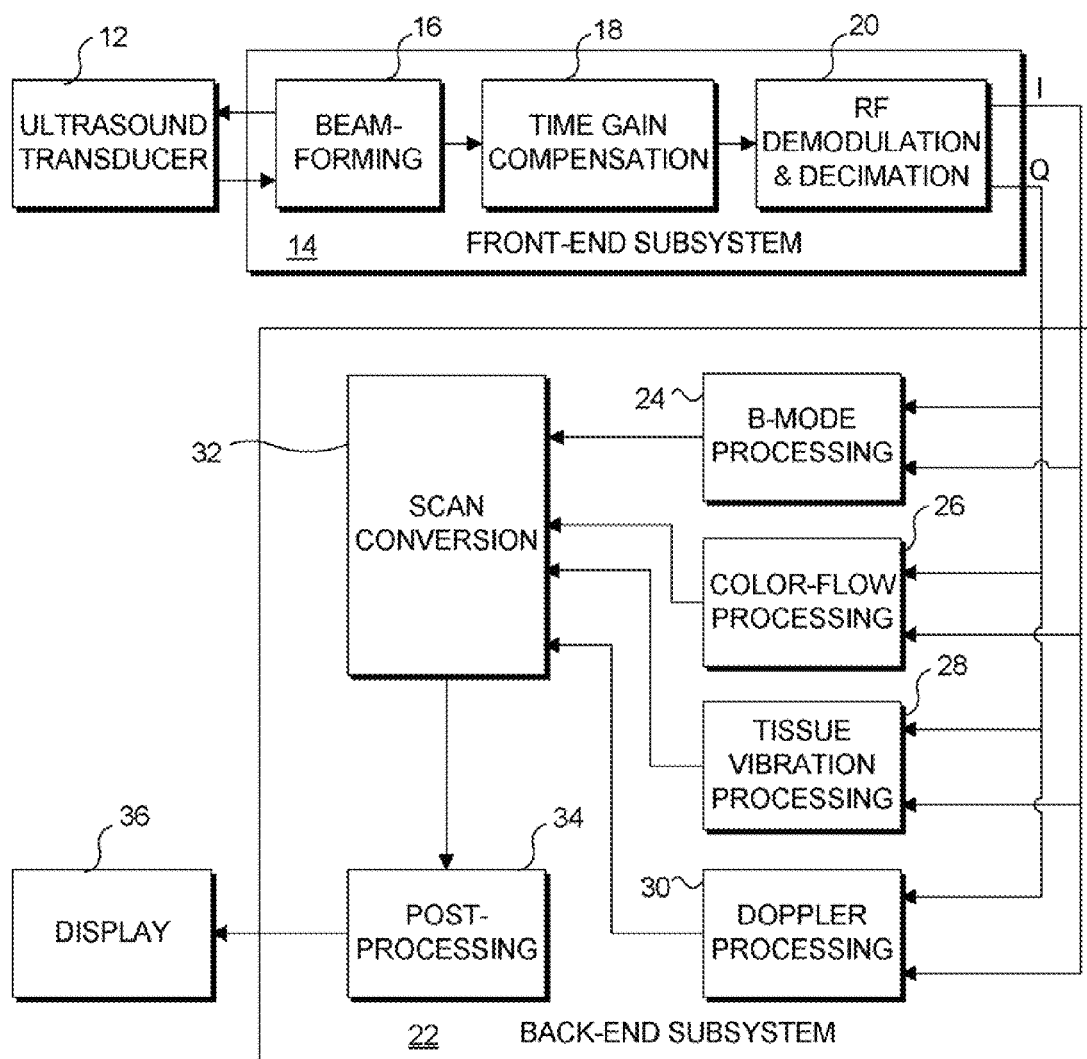 12
16
18
20
I
ULTRASOUND
TRANSDUCER
BEAM-
FORMING
TIME GAIN
COMPENSATION
RF
DEMODULATION
& DECIMATION
Q
14
FRONT-END SUBSYSTEM
24
B-MODE
PROCESSING
32
SCAN
CONVERSION
26
COLOR-FLOW
PROCESSING
28
TISSUE
VIBRATION
PROCESSING
36
34
30
DISPLAY
POST-
PROCESSING
DOPPLER
PROCESSING
22
BACK-END SUBSYSTEM